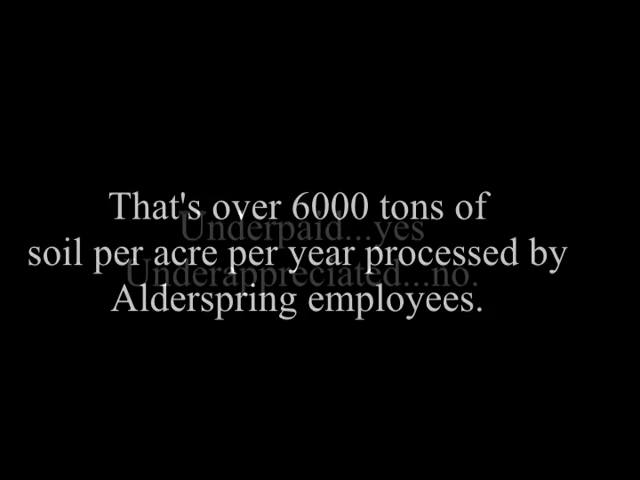 That's over 6000 tons of
Underpaid...yes
soil per acre per year processed by
Underappreciated...no.
Alderspring employees.